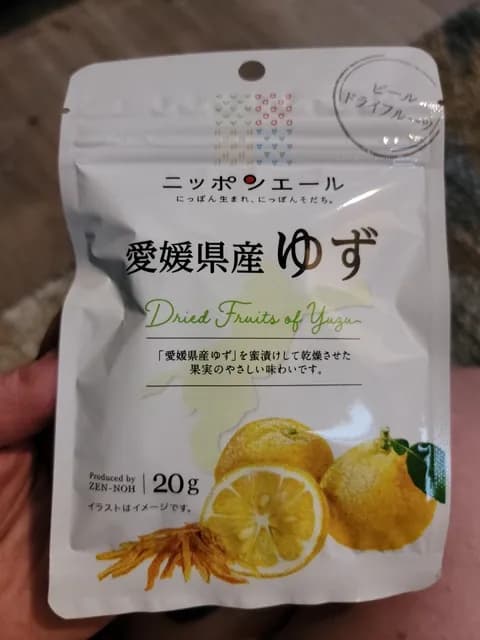 ピール
ドライフルーツ
ニッポンエール
にっぽん生まれ、にっぽんそだち。
愛媛県産 ゆず
Dried Fruits of Yuzu
「愛媛県産ゆず」を蜜漬けして乾燥させた
果実のやさしい味わいです。
Produced by
ZEN-NOH
20g
イラストはイメージです。